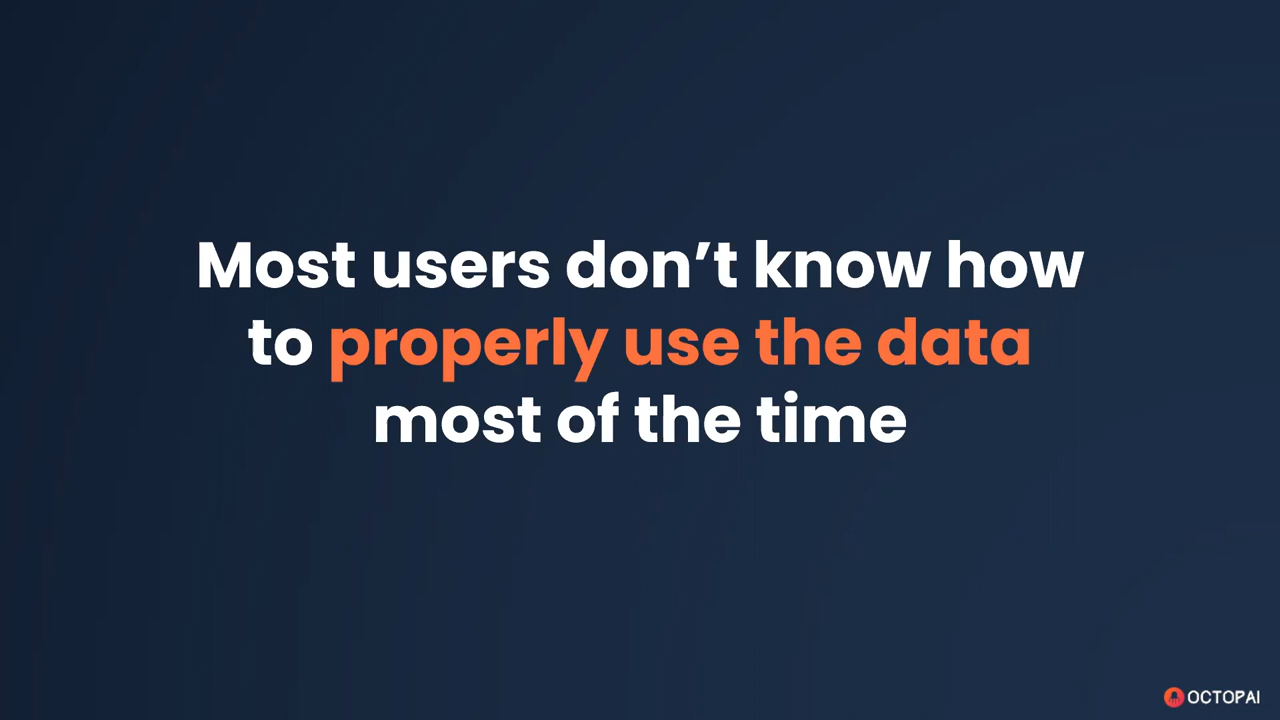 Most users don’t know how
to properly use the data
most of the time
OCTOPAI